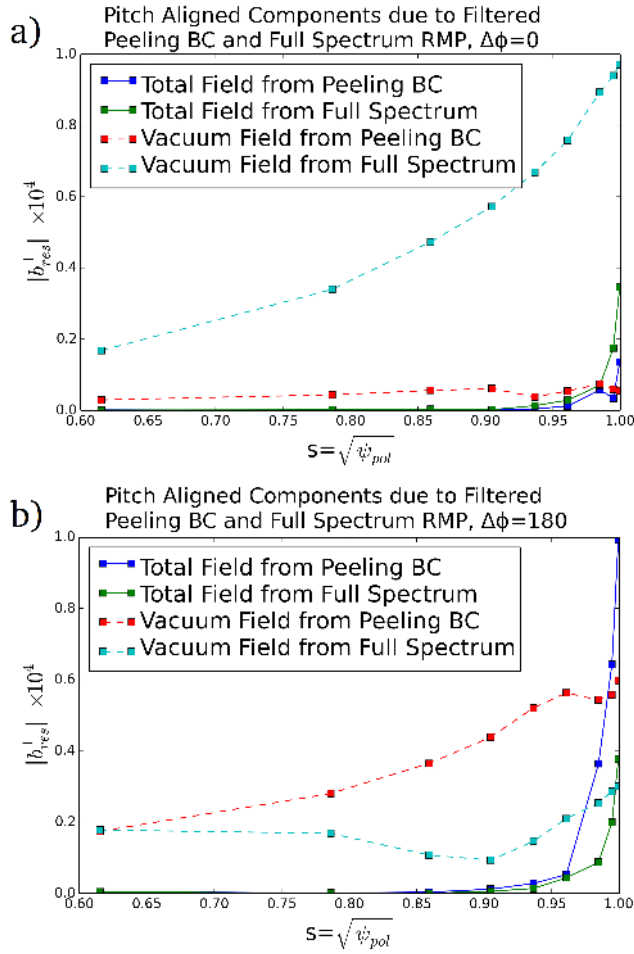 a)
Pitch Aligned Components due to Filtered
Peeling BC and Full Spectrum RMP, Δϕ=0
Total Field from Peeling BC
Total Field from Full Spectrum
Vacuum Field from Peeling BC
Vacuum Field from Full Spectrum
1.0
0.8
0.6
0.4
0.2
0.0
|b¹res| ×10⁴
0.60 0.65 0.70 0.75 0.80 0.85 0.90 0.95 1.00
s=√ψpol
b)
Pitch Aligned Components due to Filtered
Peeling BC and Full Spectrum RMP, Δϕ=180
Total Field from Peeling BC
Total Field from Full Spectrum
Vacuum Field from Peeling BC
Vacuum Field from Full Spectrum
1.0
0.8
0.6
0.4
0.2
0.0
|b¹res| ×10⁴
0.60 0.65 0.70 0.75 0.80 0.85 0.90 0.95 1.00
s=√ψpol